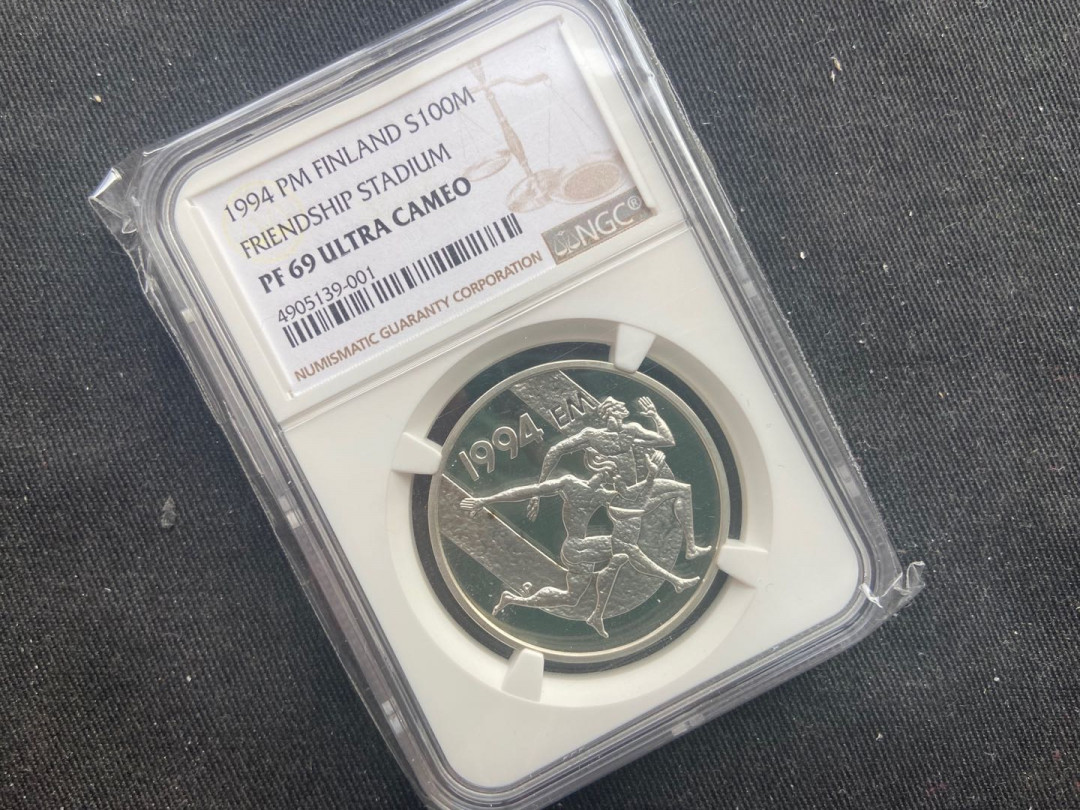 1994 PM FINLAND S100M
FRIENDSHIP STADIUM
PF 69 ULTRA CAMEO
4905139-001
NGC®
NUMISMATIC GUARANTY CORPORATION
1994 EM